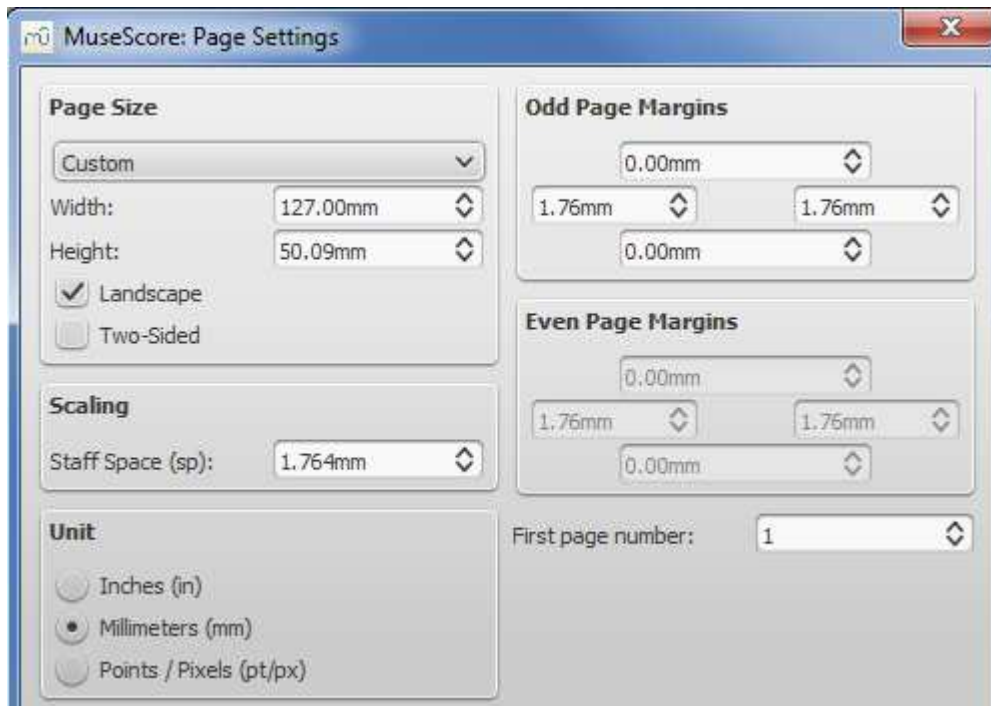 MuseScore: Page Settings
Page Size
Custom
Width: 127.00mm
Height: 50.09mm
Landscape
Two-Sided
Scaling
Staff Space (sp): 1.764mm
Unit
Inches (in)
Millimeters (mm)
Points / Pixels (pt/px)
Odd Page Margins
0.00mm
1.76mm 1.76mm
0.00mm
Even Page Margins
0.00mm
1.76mm 1.76mm
0.00mm
First page number: 1